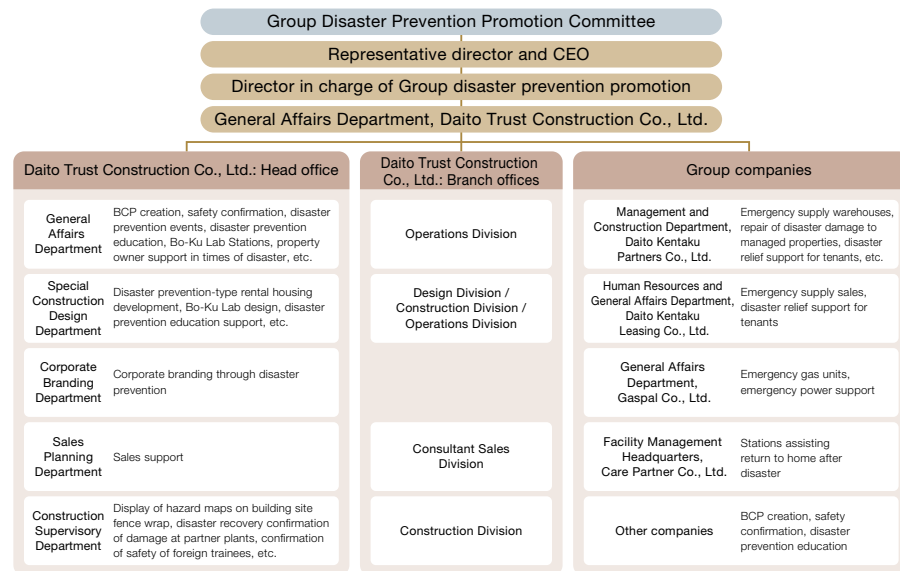 Group Disaster Prevention Promotion Committee
Representative director and CEO
Director in charge of Group disaster prevention promotion
General Affairs Department, Daito Trust Construction Co., Ltd.
Daito Trust Construction Co., Ltd.: Head office
General
Affairs
Department
BCP creation, safety confirmation, disaster
prevention events, disaster prevention
education, Bo-Ku Lab Stations, property
owner support in times of disaster, etc.
Special
Construction
Design
Department
Disaster prevention-type rental housing
development, Bo-Ku Lab design, disaster
prevention education support, etc.
Corporate
Branding
Department
Corporate branding through disaster
prevention
Sales
Planning
Department
Sales support
Construction
Supervisory
Department
Display of hazard maps on building site
fence wrap, disaster recovery confirmation
of damage at partner plants, confirmation
of safety of foreign trainees, etc.
Daito Trust Construction
Co., Ltd.: Branch offices
Operations Division
Design Division /
Construction Division /
Operations Division
Consultant Sales
Division
Construction Division
Group companies
Management and
Construction Department,
Daito Kentaku
Partners Co., Ltd.
Emergency supply warehouses,
repair of disaster damage to
managed properties, disaster
relief support for tenants, etc.
Human Resources and
General Affairs Department,
Daito Kentaku
Leasing Co., Ltd.
Emergency supply sales,
disaster relief support for
tenants
General Affairs
Department,
Gaspal Co., Ltd.
Emergency gas units,
emergency power support
Facility Management
Headquarters,
Care Partner Co., Ltd.
Stations assisting
return to home after
disaster
Other companies
BCP creation, safety
confirmation, disaster
prevention education